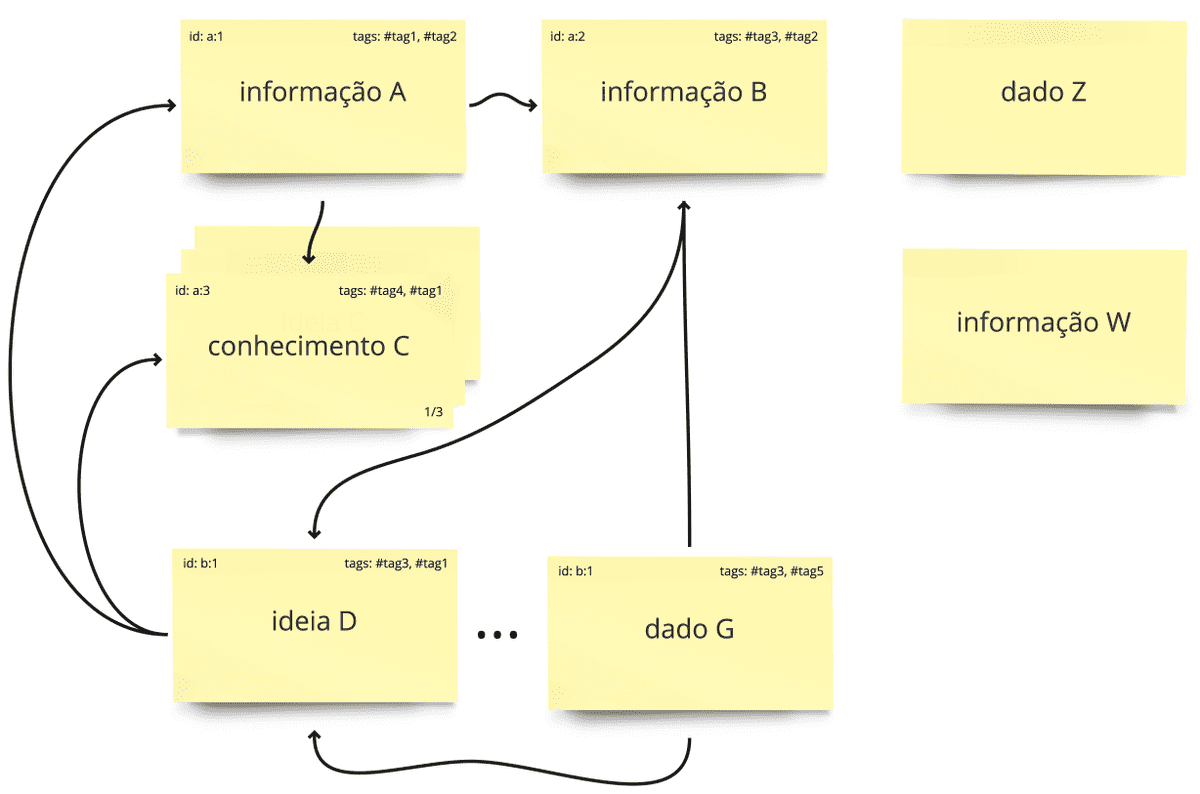 id: a:1 tags: #tag1, #tag2
informação A
id: a:2 tags: #tag3, #tag2
informação B
dado Z
id: a:3 tags: #tag4, #tag1
conhecimento C
1/3
informação W
id: b:1 tags: #tag3, #tag1
ideia D
...
id: b:1 tags: #tag3, #tag5
dado G